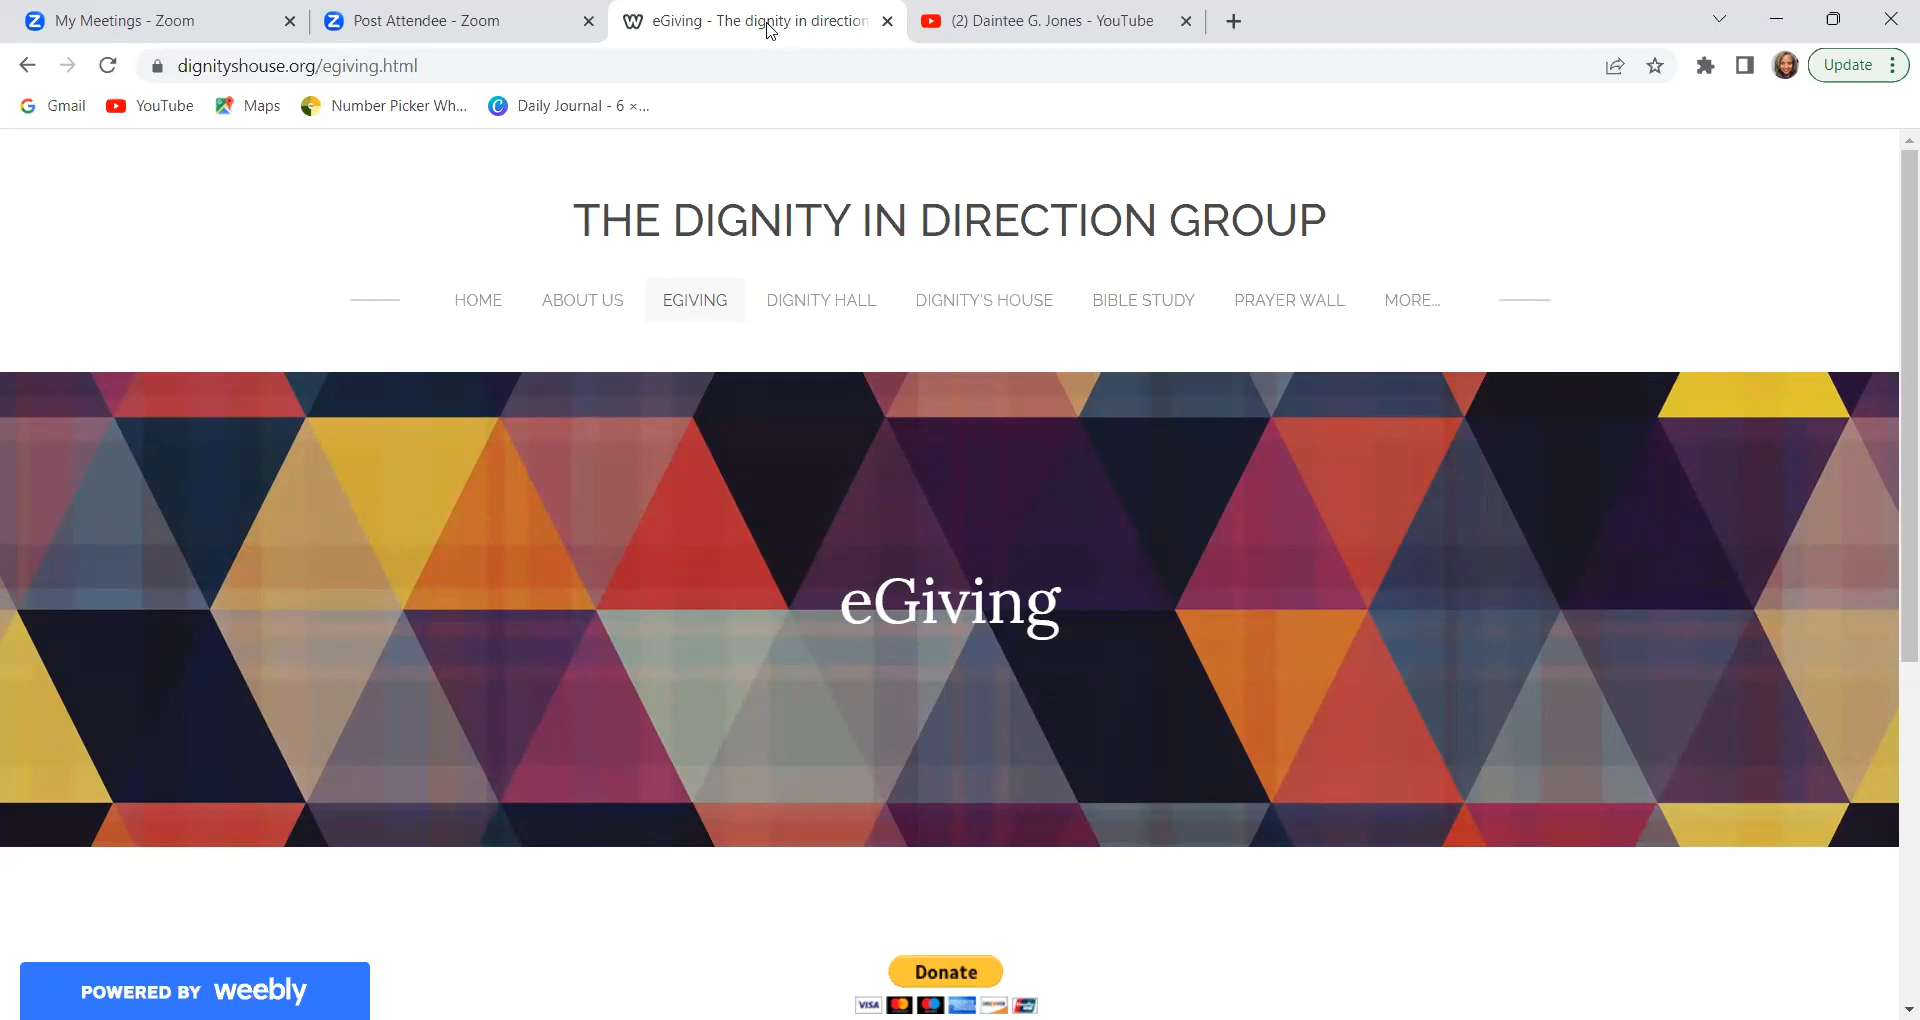 My Meetings - Zoom
Post Attendee - Zoom
eGiving - The dignity in direction
(2) Daintee G. Jones - YouTube
dignityshouse.org/egiving.html
Update
Gmail
YouTube
Maps
Number Picker Wh...
Daily Journal - 6 ×...
THE DIGNITY IN DIRECTION GROUP
HOME ABOUT US EGIVING DIGNITY HALL DIGNITY'S HOUSE BIBLE STUDY PRAYER WALL MORE...
eGiving
Donate
POWERED BY weebly
VISA